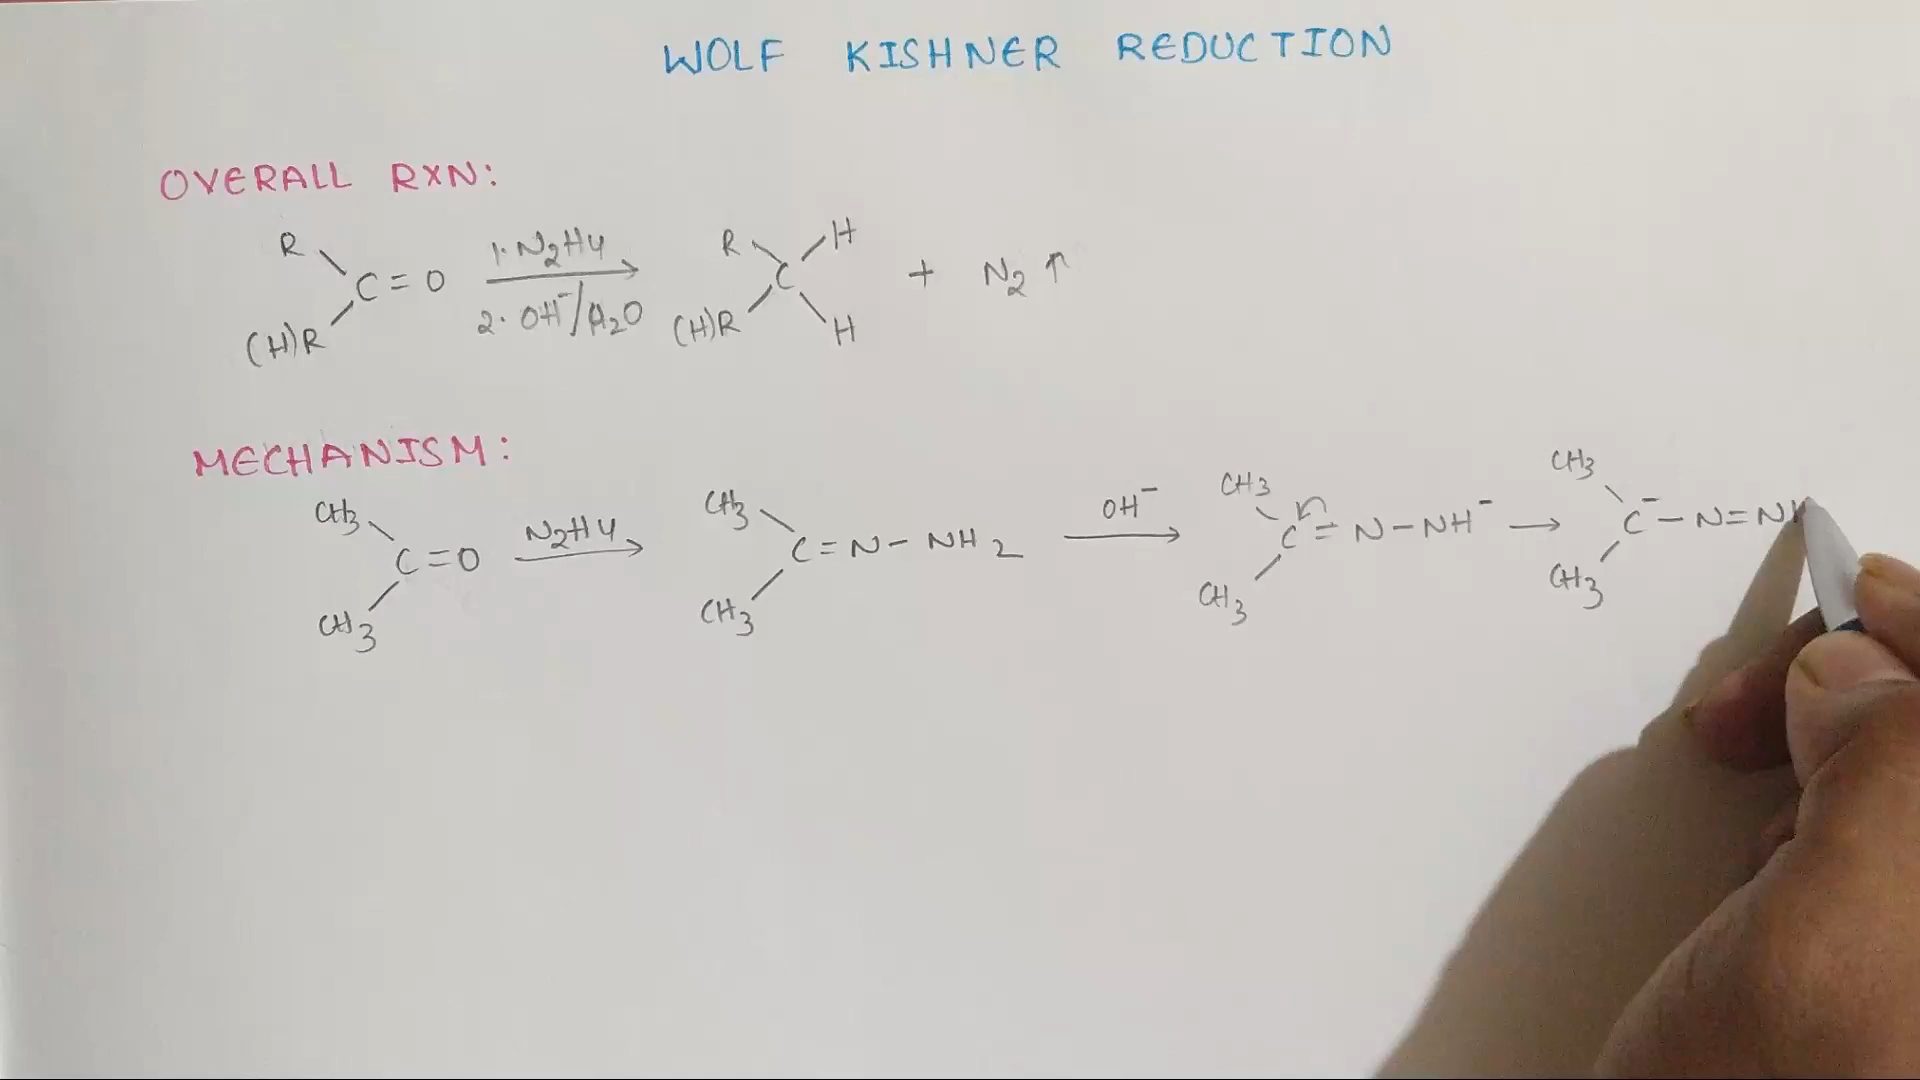 WOLF KISHNER REDUCTION
OVERALL RXN:
R
(H)R
C=O
1. N2H4
2. OH⁻/H2O
R
(H)R
C
H
H
+ N2 ↑
MECHANISM:
CH3
C=O
CH3
N2H4
CH3
C=N-NH2
CH3
OH⁻
CH3
C=N-NH⁻
CH3
CH3
C⁻-N=N
CH3